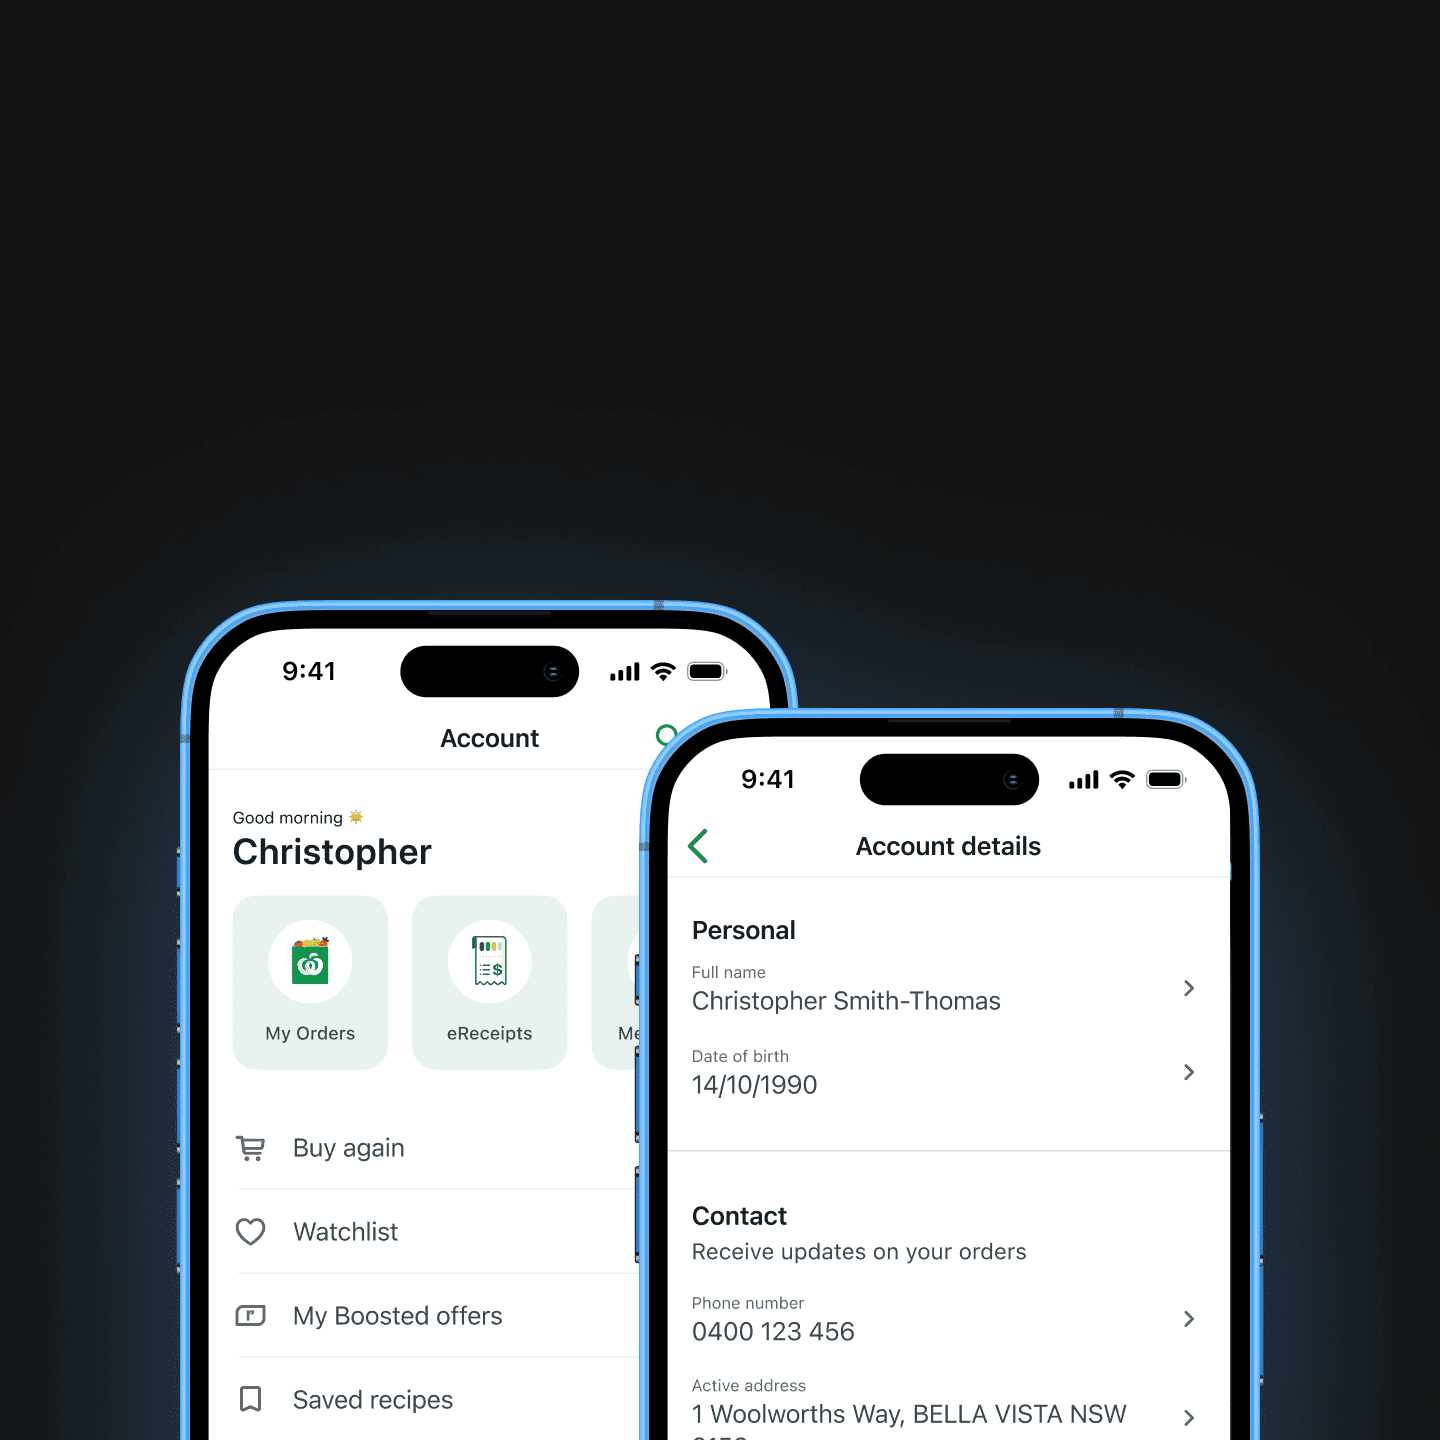 9:41
Account
Good morning
Christopher
My Orders
$
eReceipts
Me
Buy again
Watchlist
r
My Boosted offers
Saved recipes
9:41
Account details
Personal
Full name
Christopher Smith-Thomas
Date of birth
14/10/1990
Contact
Receive updates on your orders
Phone number
0400 123 456
Active address
1 Woolworths Way, BELLA VISTA NSW